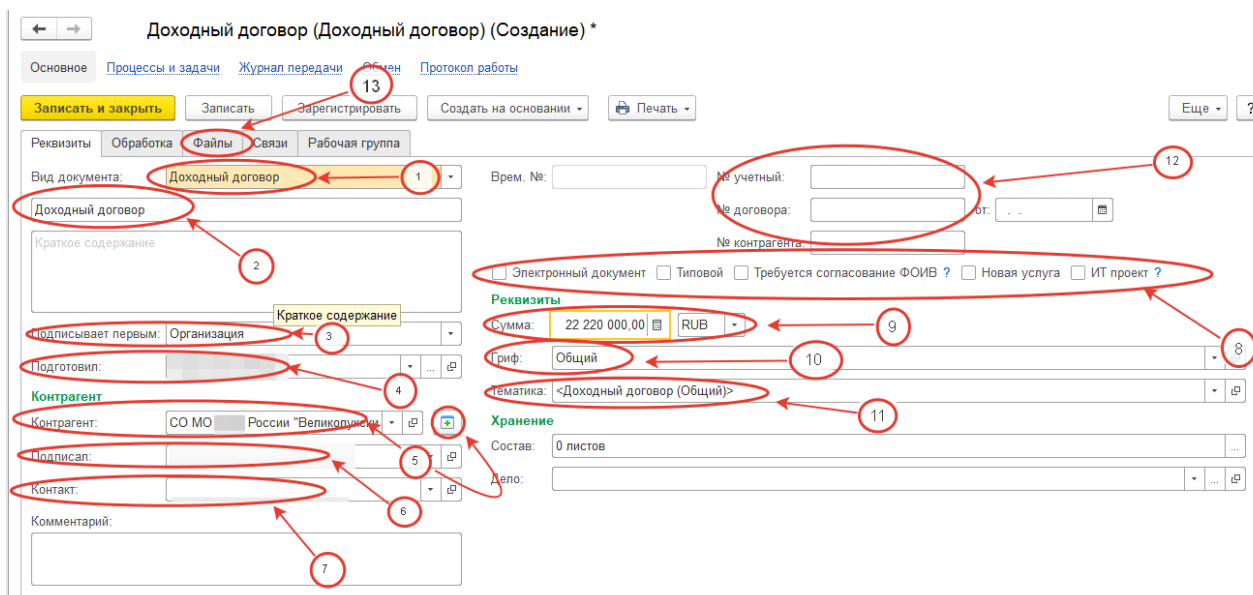 Доходный договор (Доходный договор) (Создание) *
Основное Процессы и задачи Журнал передачи Обмен Протокол работы
13
Записать и закрыть Записать Зарегистрировать Создать на основании Печать Еще ?
Реквизиты Обработка Файлы Связи Рабочая группа
12
Вид документа: Доходный договор 1 Врем. №: № учетный:
Доходный договор № договора: от: . .
Краткое содержание № контрагента:
2
Электронный документ Типовой Требуется согласование ФОИВ ? Новая услуга ИТ проект ?
Реквизиты
Краткое содержание
Подписывает первым: Организация 3 Сумма: 22 220 000,00 RUB 9
8
Подготовил: Гриф: Общий 10
4
Контрагент Тематика: <Доходный договор (Общий)>
11
Контрагент: СО МО России "Великолукски Хранение
Подписал: 5 Состав: 0 листов ...
Контакт: Дело: ...
6
Комментарий:
7